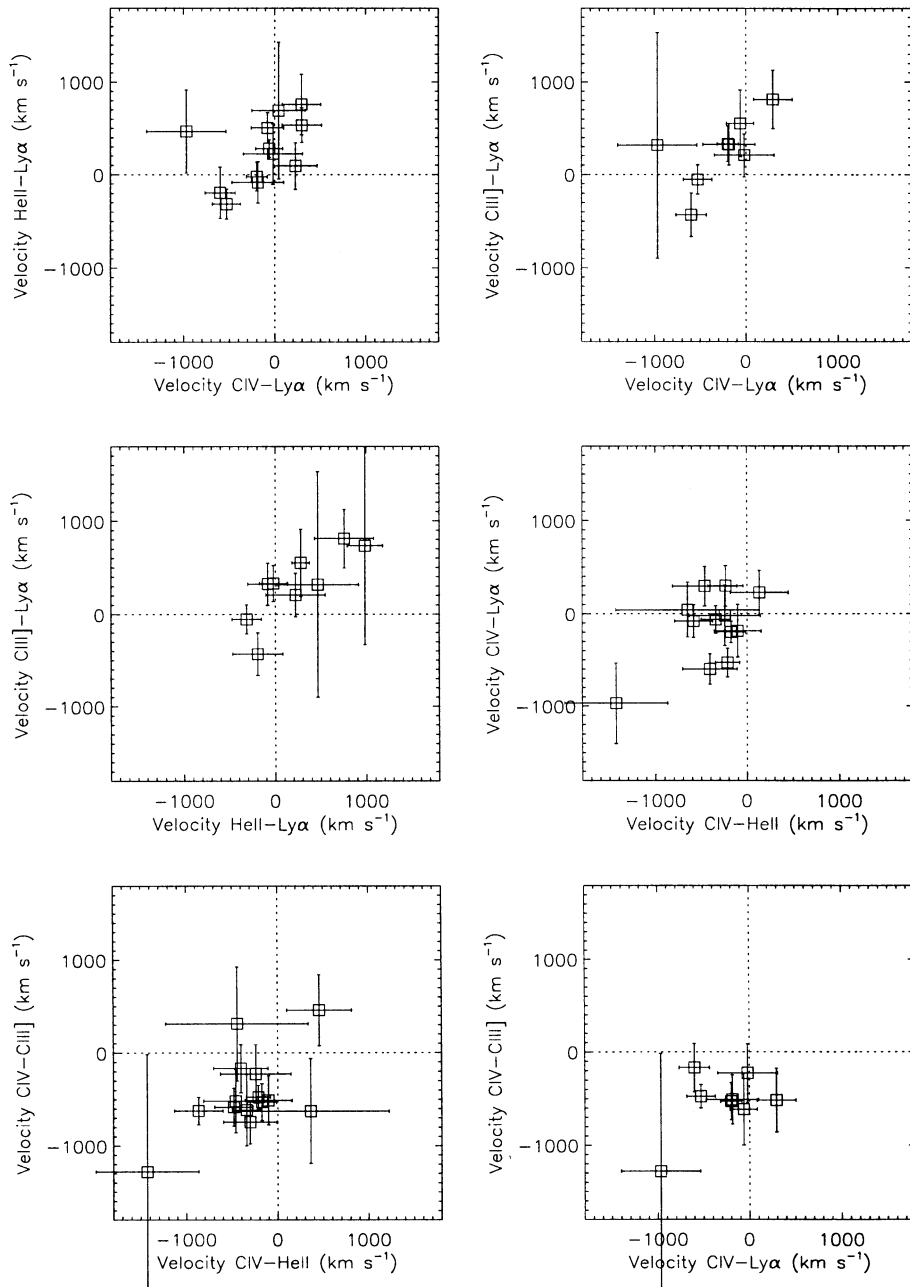 1000
0
−1000
Velocity HeII−Lyα (km s⁻¹)
−1000 0 1000
Velocity CIV−Lyα (km s⁻¹)
1000
0
−1000
Velocity CIII]−Lyα (km s⁻¹)
−1000 0 1000
Velocity CIV−Lyα (km s⁻¹)
1000
0
−1000
Velocity CIII]−Lyα (km s⁻¹)
−1000 0 1000
Velocity HeII−Lyα (km s⁻¹)
1000
0
−1000
Velocity CIV−Lyα (km s⁻¹)
−1000 0 1000
Velocity CIV−HeII (km s⁻¹)
1000
0
−1000
Velocity CIV−CIII] (km s⁻¹)
−1000 0 1000
Velocity CIV−HeII (km s⁻¹)
1000
0
−1000
Velocity CIV−CIII] (km s⁻¹)
−1000 0 1000
Velocity CIV−Lyα (km s⁻¹)